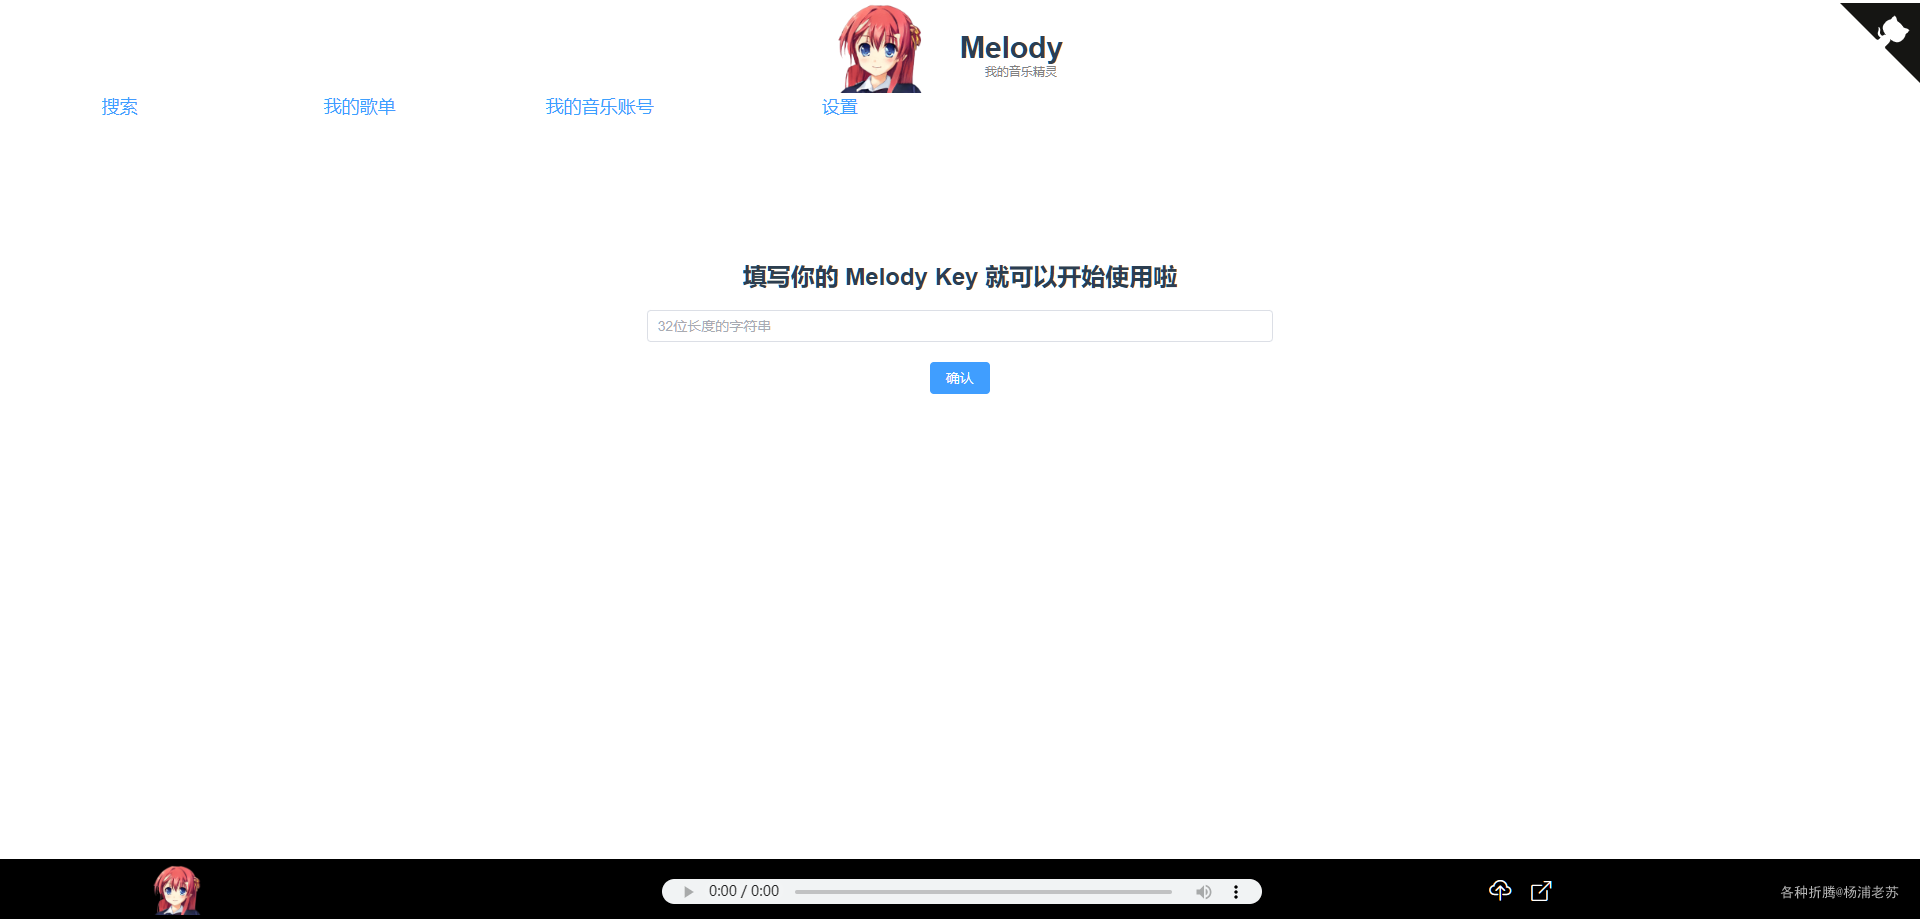 Melody
我的音乐精灵
搜索 我的歌单 我的音乐账号 设置
填写你的 Melody Key 就可以开始使用啦
32位长度的字符串
确认
0:00 / 0:00
各种折腾@杨浦老苏